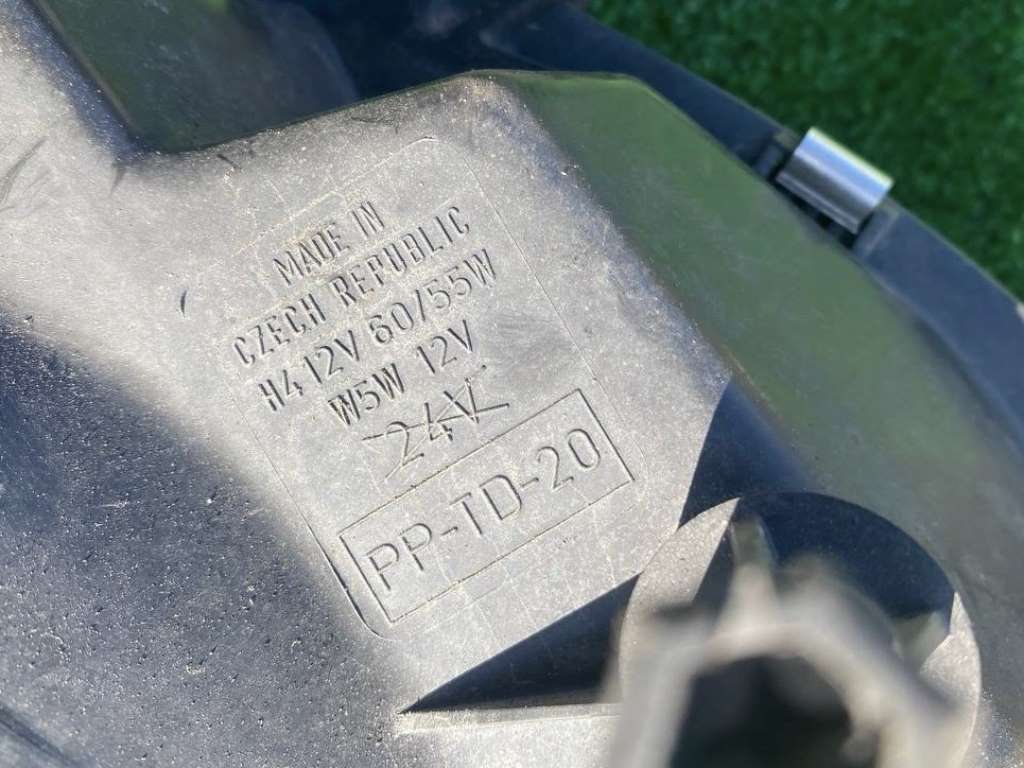 MADE IN
CZECH REPUBLIC
H4 12V 60/55W
W5W 12V
24V
PP-TD-20